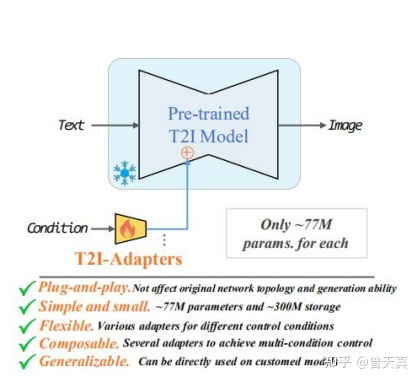 Pre-trained
T2I Model
Text
Image
Condition
T2I-Adapters
Only ~77M
params. for each
Plug-and-play. Not affect original network topology and generation ability
Simple and small. ~77M parameters and ~300M storage
Flexible. Various adapters for different control conditions
Composable. Several adapters to achieve multi-condition control
Generalizable. Can be directly used on customed
知乎 @曾天真